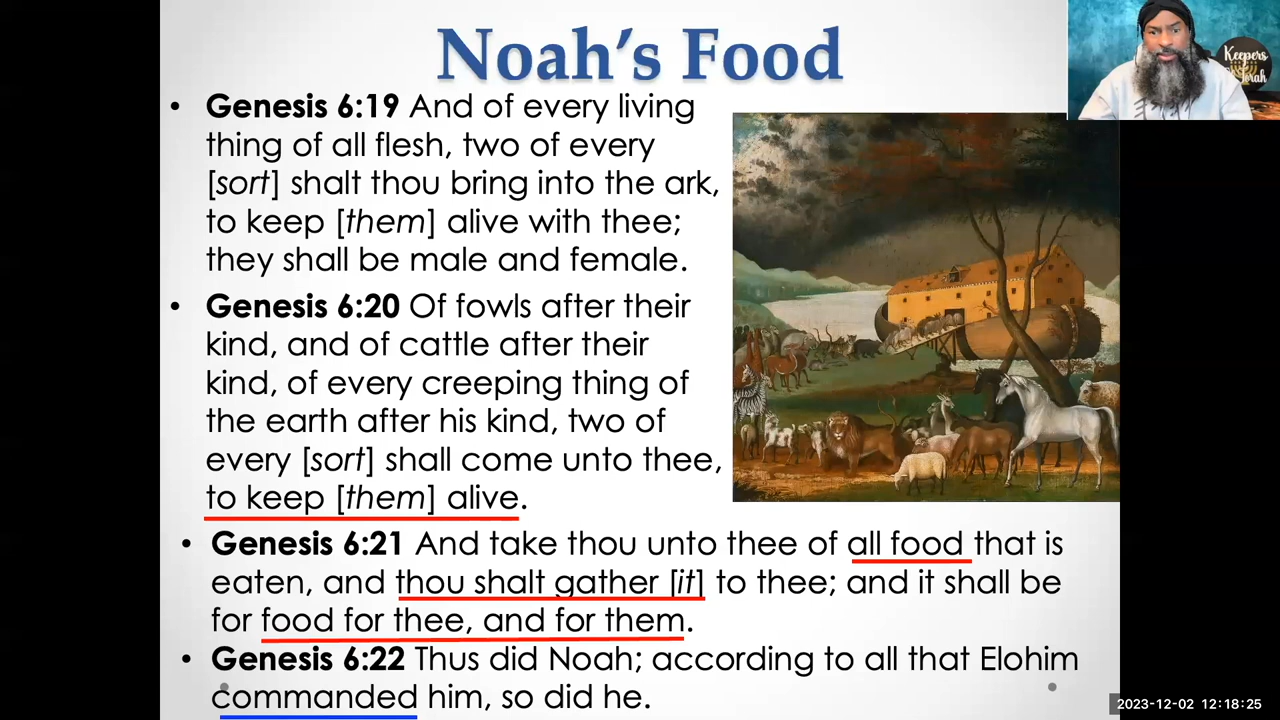 Noah's Food
Keepers
Torah
• Genesis 6:19 And of every living
thing of all flesh, two of every
[sort] shalt thou bring into the ark,
to keep [them] alive with thee;
they shall be male and female.
• Genesis 6:20 Of fowls after their
kind, and of cattle after their
kind, of every creeping thing of
the earth after his kind, two of
every [sort] shall come unto thee,
to keep [them] alive.
• Genesis 6:21 And take thou unto thee of all food that is
eaten, and thou shalt gather [it] to thee; and it shall be
for food for thee, and for them.
• Genesis 6:22 Thus did Noah; according to all that Elohim
commanded him, so did he.
2023-12-02 12:18:25